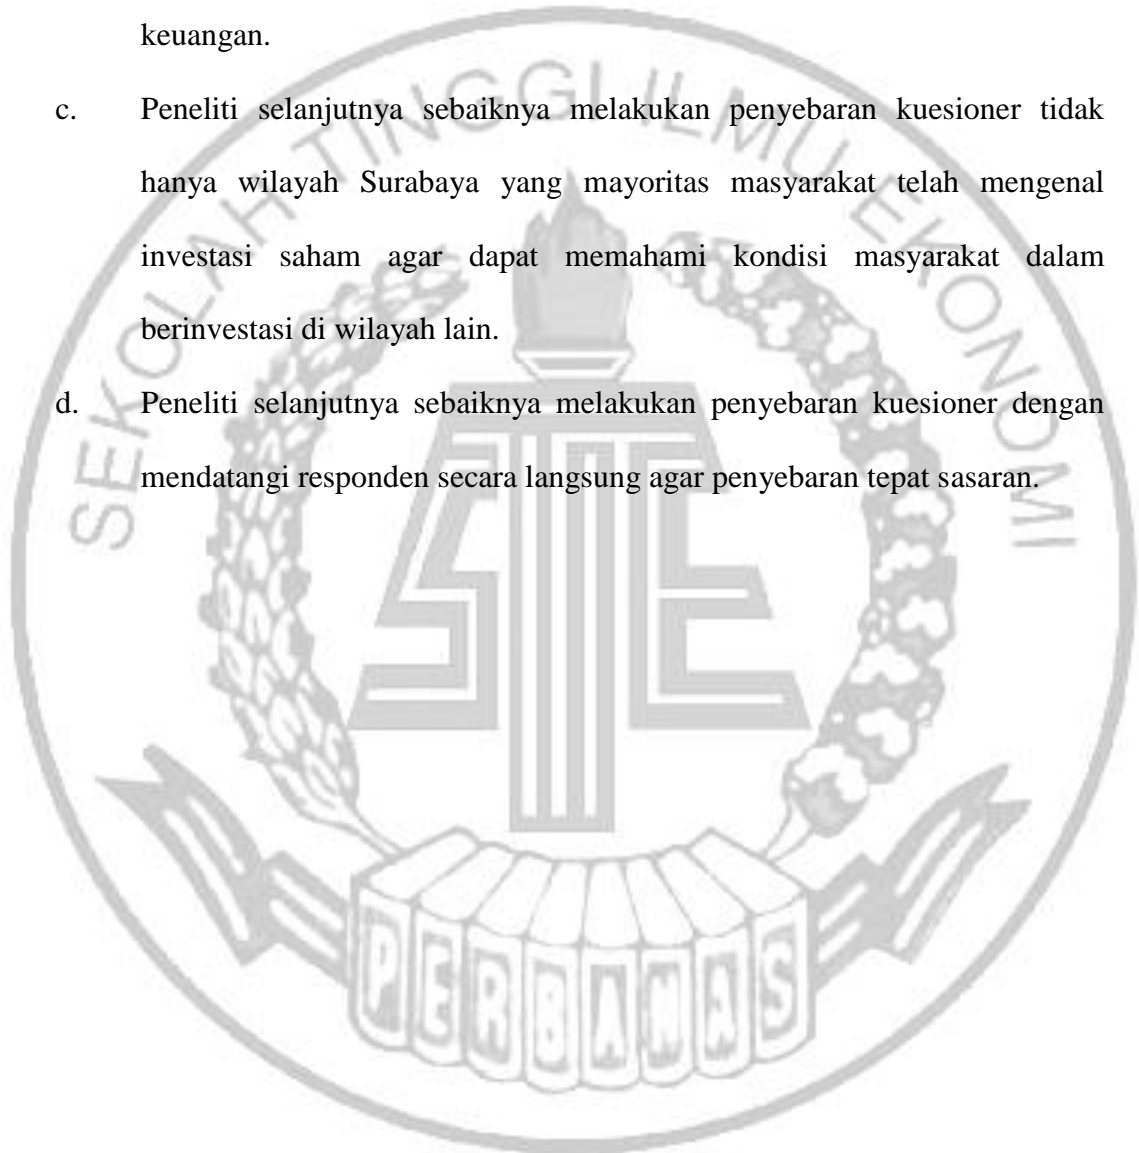 keuangan.
c. Peneliti selanjutnya sebaiknya melakukan penyebaran kuesioner tidak
hanya wilayah Surabaya yang mayoritas masyarakat telah mengenal
investasi saham agar dapat memahami kondisi masyarakat dalam
berinvestasi di wilayah lain.
d. Peneliti selanjutnya sebaiknya melakukan penyebaran kuesioner dengan
mendatangi responden secara langsung agar penyebaran tepat sasaran.
SEKOLAH TINGGI ILMU EKONOMI
STIE
PERBANAS